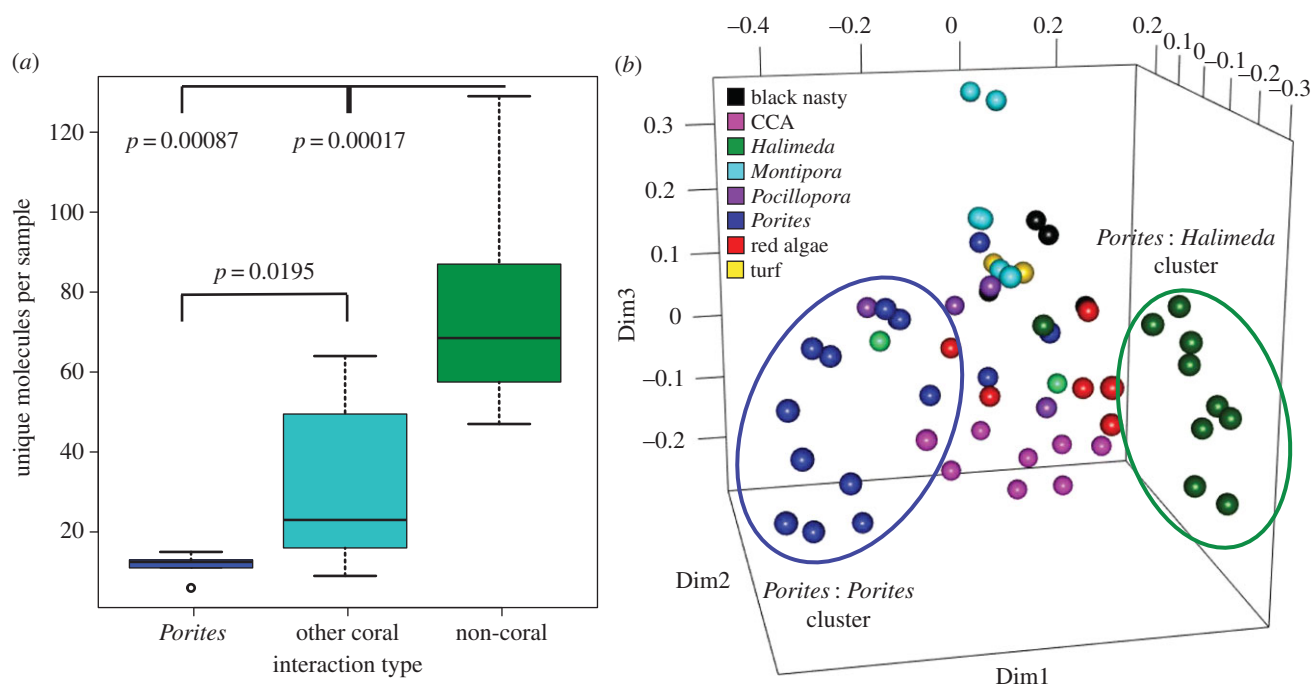 (a)
120
100
80
60
40
20
unique molecules per sample
p = 0.00087
p = 0.00017
p = 0.0195
Porites
other coral
non-coral
interaction type
(b)
–0.4
–0.2
0
0.2
0.2
0.1
0
–0.1
–0.2
–0.3
0.3
0.2
0.1
0
–0.1
–0.2
Dim3
black nasty
CCA
Halimeda
Montipora
Pocillopora
Porites
red algae
turf
Porites : Halimeda
cluster
Dim2
Porites : Porites
cluster
Dim1